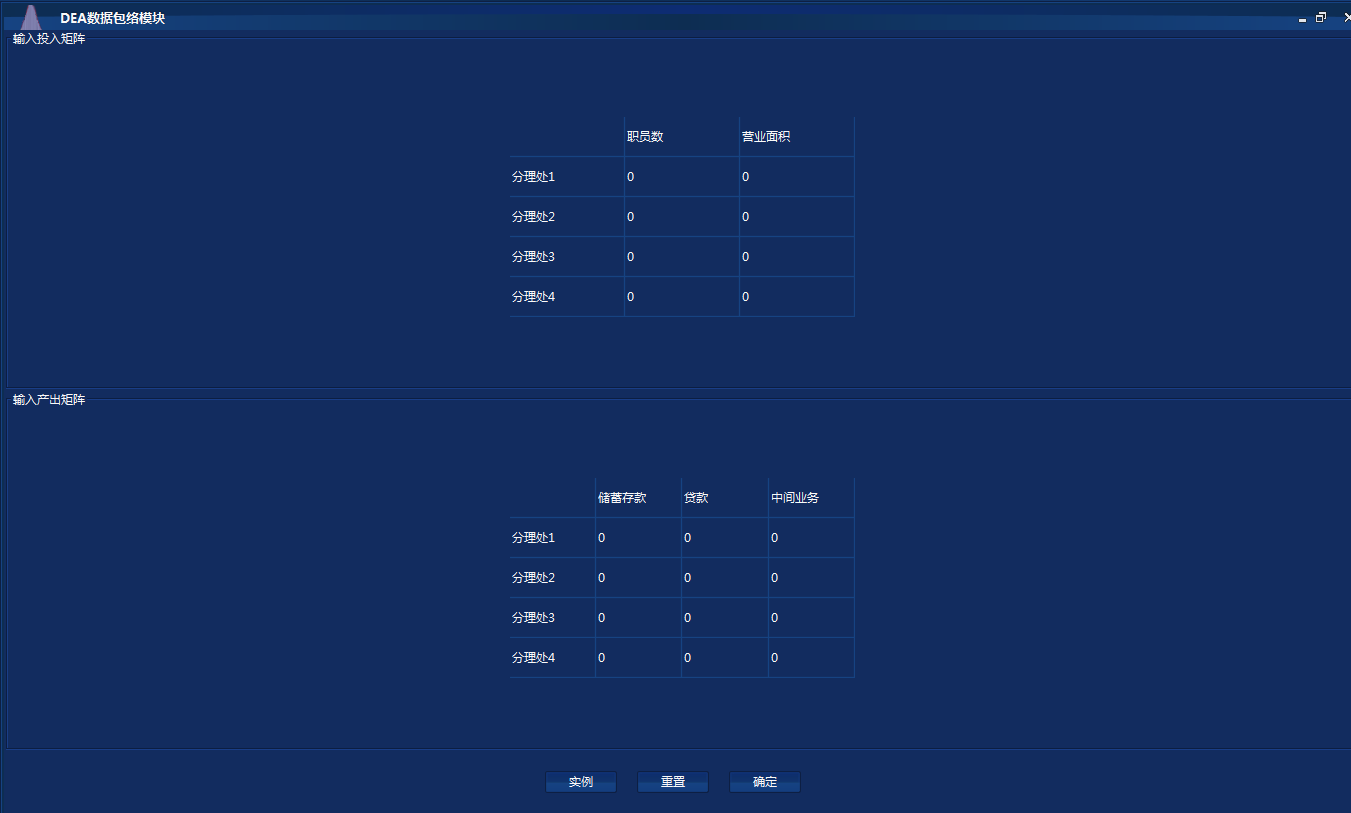 DEA数据包络模块
输入投入矩阵
职员数 营业面积
分理处1 0 0
分理处2 0 0
分理处3 0 0
分理处4 0 0
输入产出矩阵
储蓄存款 贷款 中间业务
分理处1 0 0 0
分理处2 0 0 0
分理处3 0 0 0
分理处4 0 0 0
实例 重置 确定